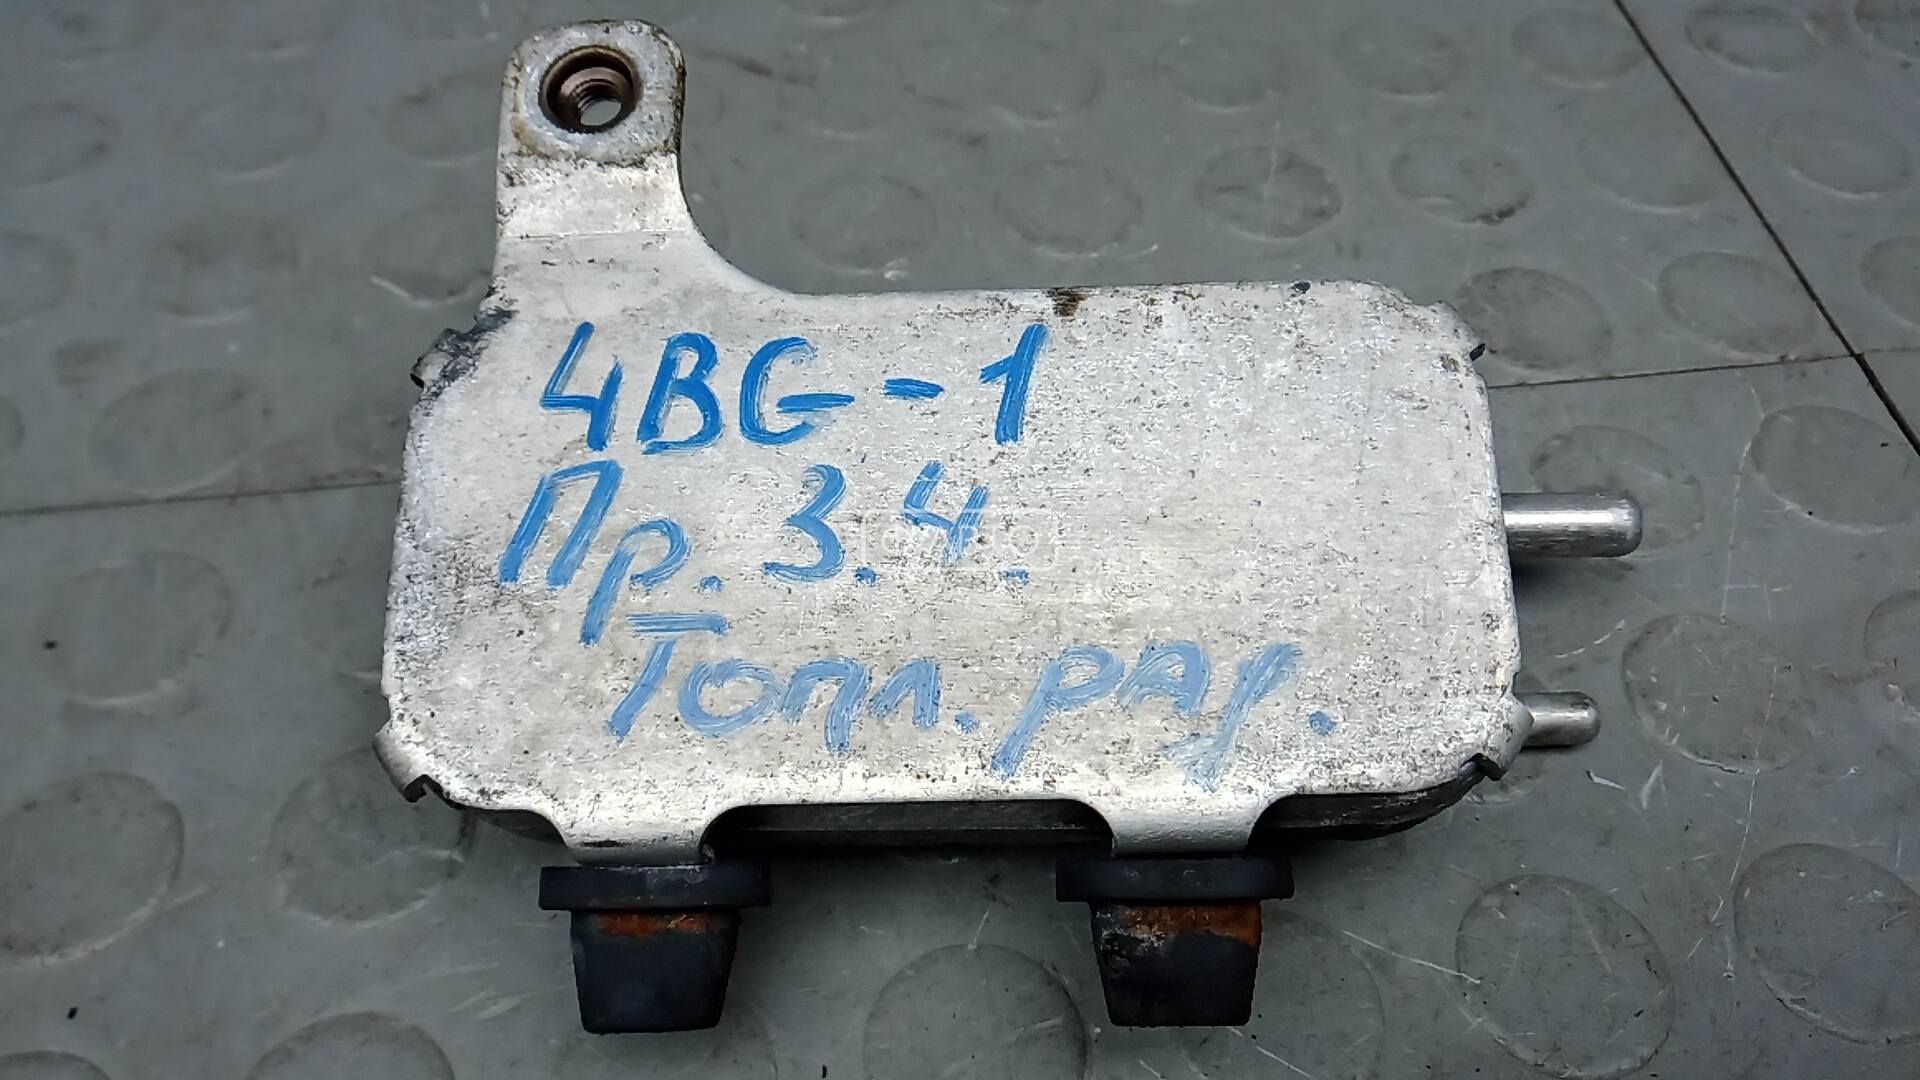 4BG-1
Пр. 3.4.
Топл. рад.